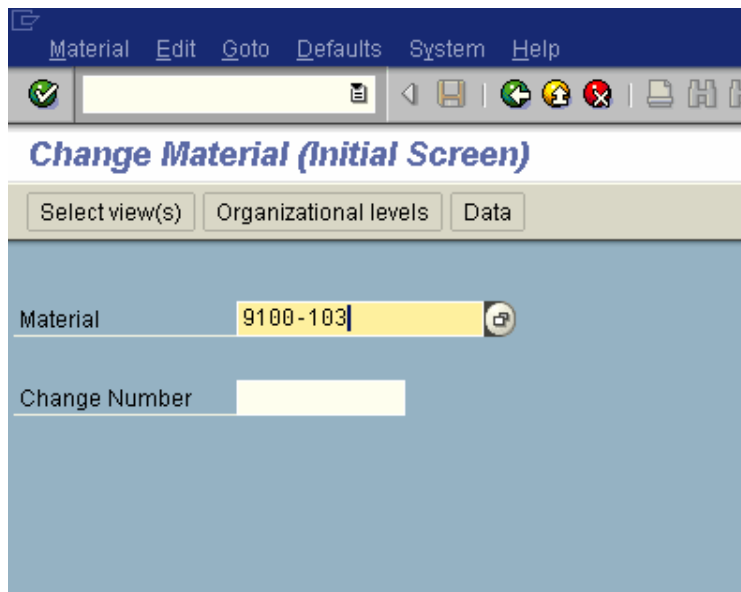 Material Edit Goto Defaults System Help
Change Material (Initial Screen)
Select view(s) Organizational levels Data
Material 9100-103
Change Number